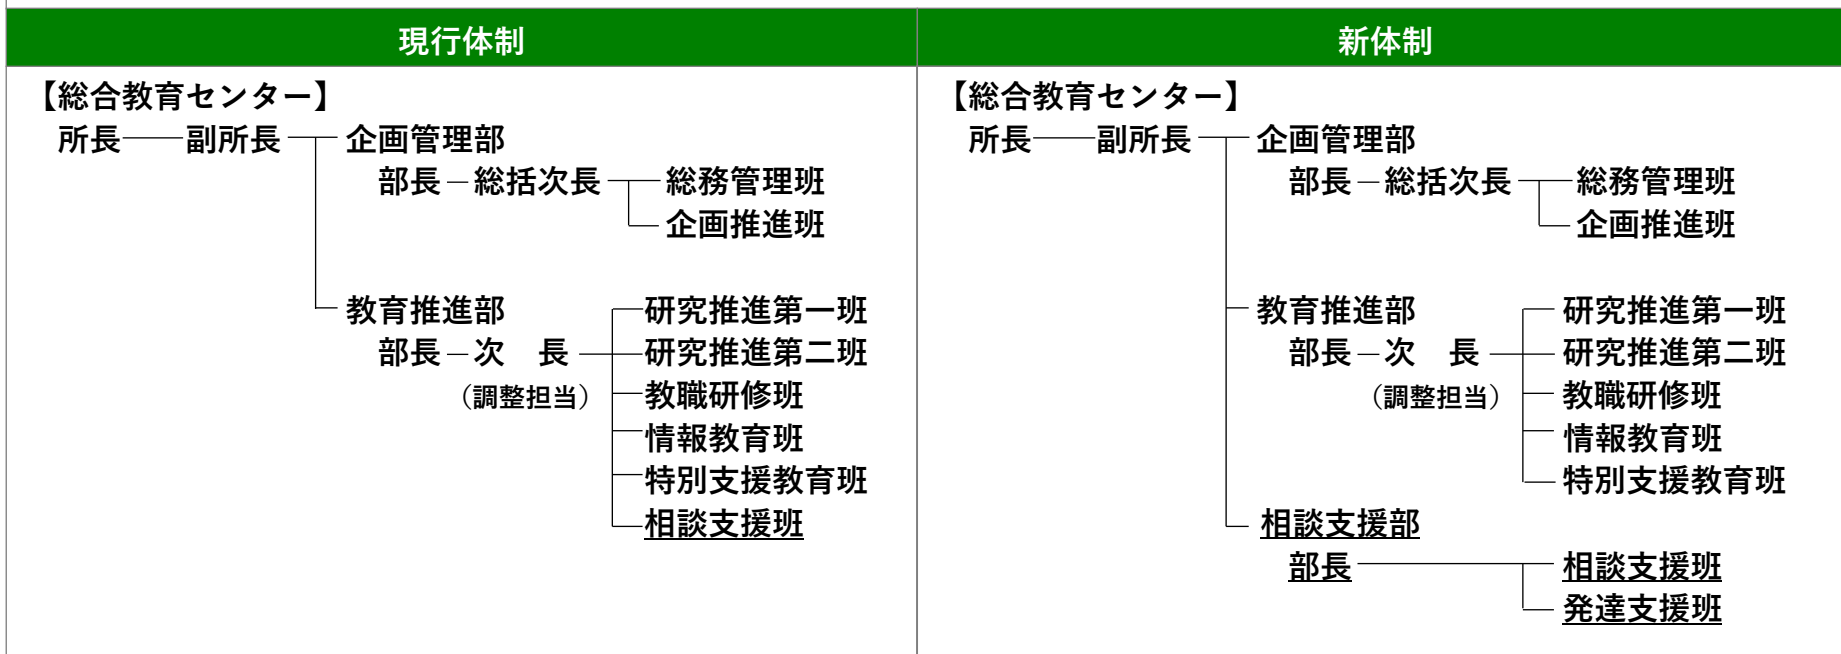 現行体制
【総合教育センター】
所長 副所長 企画管理部
部長 総括次長 総務管理班
企画推進班
教育推進部 研究推進第一班
部長 次　長 研究推進第二班
（調整担当） 教職研修班
情報教育班
特別支援教育班
相談支援班
新体制
【総合教育センター】
所長 副所長 企画管理部
部長 総括次長 総務管理班
企画推進班
教育推進部 研究推進第一班
部長 次　長 研究推進第二班
（調整担当） 教職研修班
情報教育班
特別支援教育班
相談支援部
部長 相談支援班
発達支援班